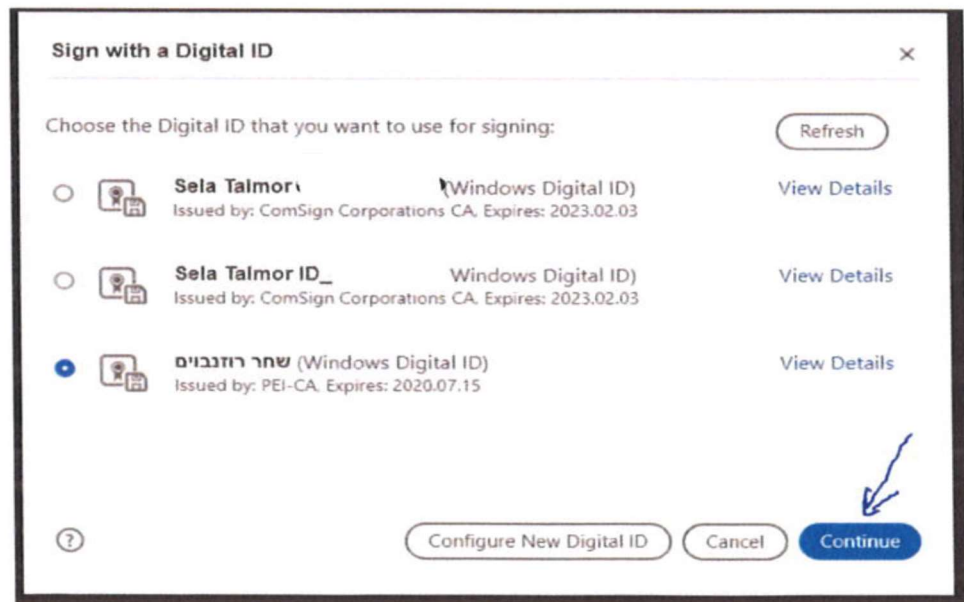 Sign with a Digital ID
Choose the Digital ID that you want to use for signing:
Refresh
Sela Talmor (Windows Digital ID)
View Details
Issued by: ComSign Corporations CA, Expires: 2023.02.03
Sela Talmor ID_ Windows Digital ID)
View Details
Issued by: ComSign Corporations CA, Expires: 2023.02.03
שחר רוזנבוים (Windows Digital ID)
View Details
Issued by: PEI-CA, Expires: 2020.07.15
Configure New Digital ID
Cancel
Continue